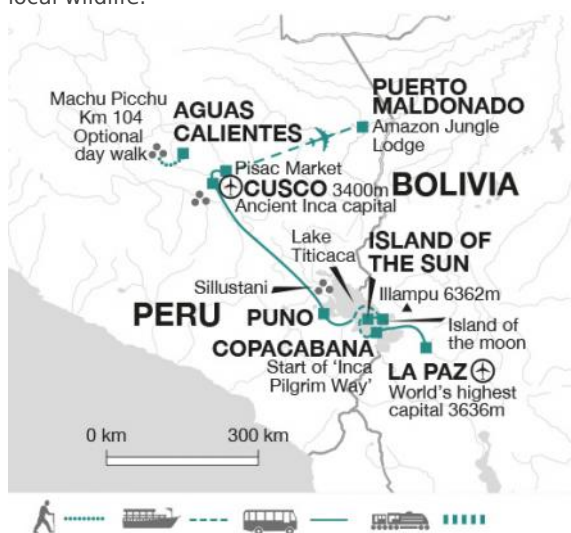 local wildlife.
Machu Picchu
Km 104
Optional
day walk
AGUAS
CALIENTES
PUERTO
MALDONADO
Amazon Jungle
Lodge
Pisac Market
CUSCO 3400m
Ancient Inca capital
BOLIVIA
Lake
Titicaca
ISLAND OF
THE SUN
Sillustani
Illampu 6362m
PERU
PUNO
Island of
the moon
COPACABANA
Start of ‘Inca
Pilgrim Way’
LA PAZ
World's highest
capital 3636m
0 km 300 km